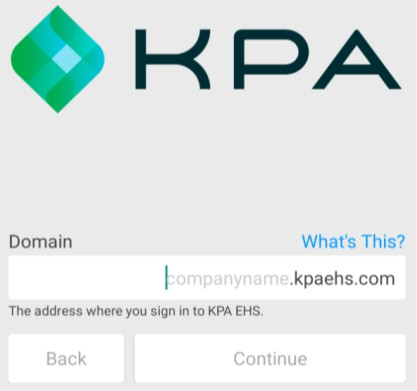 KPA
Domain What's This?
companyname.kpaehs.com
The address where you sign in to KPA EHS.
Back Continue